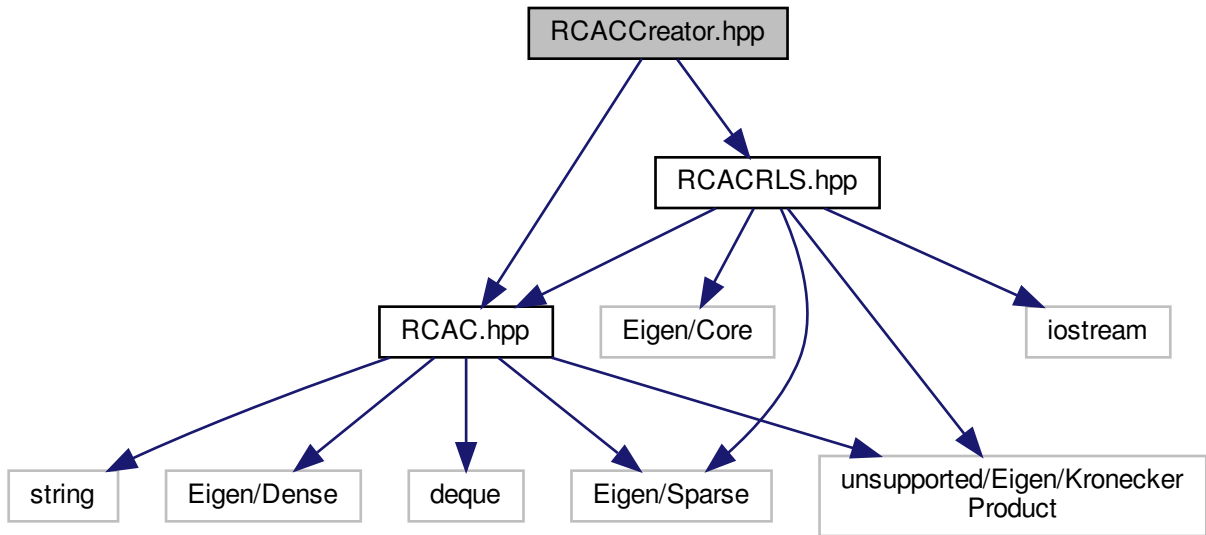 RCACCreator.hpp
RCACRLS.hpp
RCAC.hpp
Eigen/Core
iostream
string
Eigen/Dense
deque
Eigen/Sparse
unsupported/Eigen/Kronecker
Product